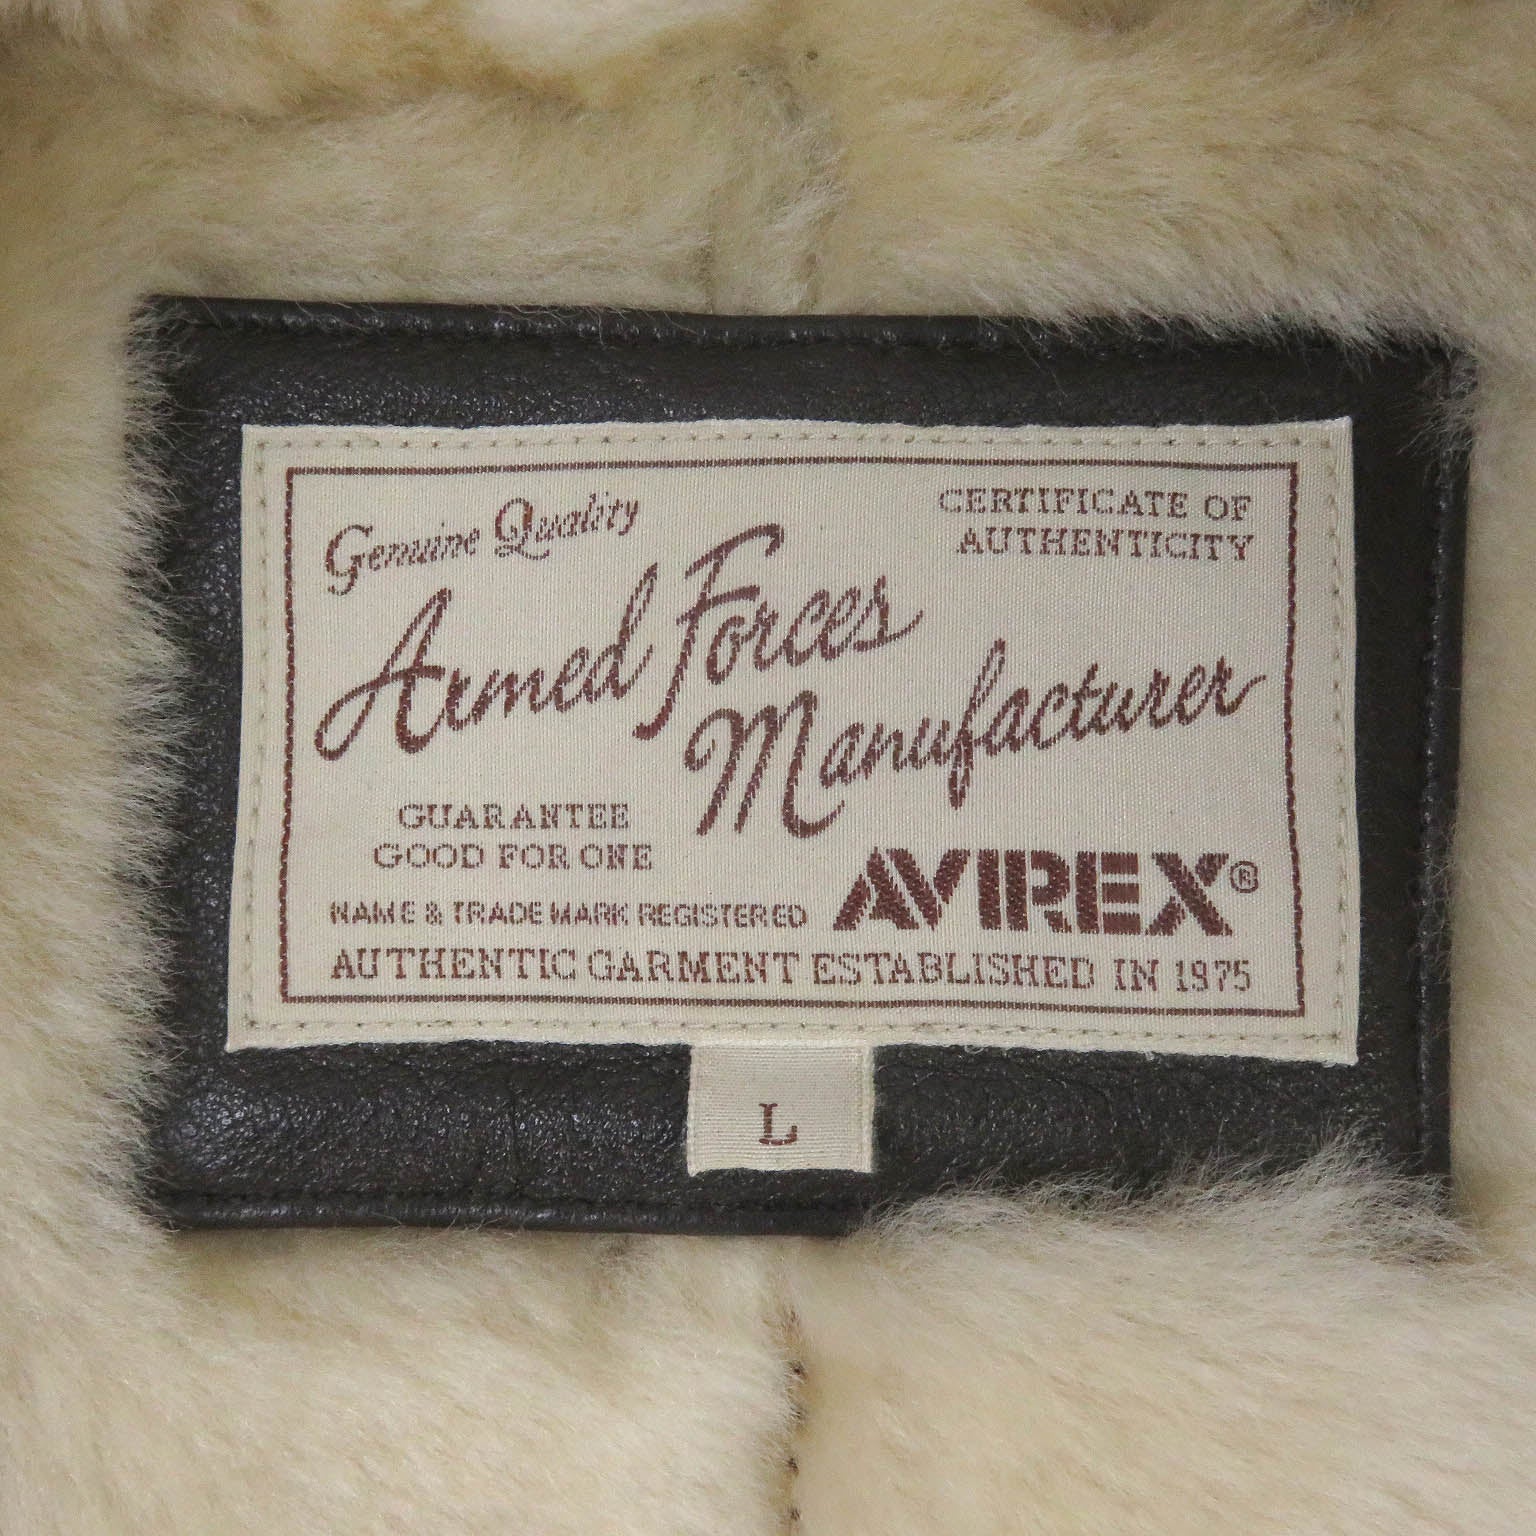 Genuine Quality
CERTIFICATE OF
AUTHENTICITY
Armed Forces
Manufacturer
GUARANTEE
GOOD FOR ONE
NAME & TRADE MARK REGISTERED
AVIREX®
AUTHENTIC GARMENT ESTABLISHED IN 1975
L